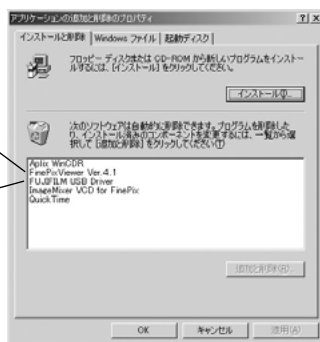 アプリケーションの追加と削除のプロパティ
インストールと削除 Windows ファイル 起動ディスク
フロッピー ディスクまたは CD-ROM から新しいプログラムをインストー
ルするには、[インストール] をクリックしてください。
インストール(I)...
次のソフトウェアは自動的に削除できます。プログラムを削除した
り、インストール済みのコンポーネントを変更するには、一覧から選
択して [追加と削除] をクリックしてください(S)
Aplix WinCDR
FinePixViewer Ver.4.1
FUJIFILM USB Driver
ImageMixer VCD for FinePix
QuickTime
追加と削除(R)...
OK キャンセル 適用(A)